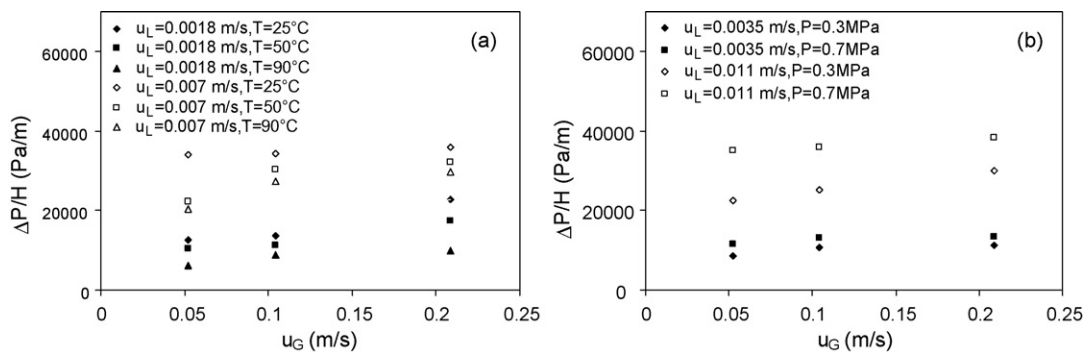 (a)
◆ u_L=0.0018 m/s,T=25°C
■ u_L=0.0018 m/s,T=50°C
▲ u_L=0.0018 m/s,T=90°C
◇ u_L=0.007 m/s,T=25°C
□ u_L=0.007 m/s,T=50°C
△ u_L=0.007 m/s,T=90°C
60000
40000
20000
0
ΔP/H (Pa/m)
0 0.05 0.1 0.15 0.2 0.25
u_G (m/s)
(b)
◆ u_L=0.0035 m/s,P=0.3MPa
■ u_L=0.0035 m/s,P=0.7MPa
◇ u_L=0.011 m/s,P=0.3MPa
□ u_L=0.011 m/s,P=0.7MPa
60000
40000
20000
0
ΔP/H (Pa/m)
0 0.05 0.1 0.15 0.2 0.25
u_G (m/s)